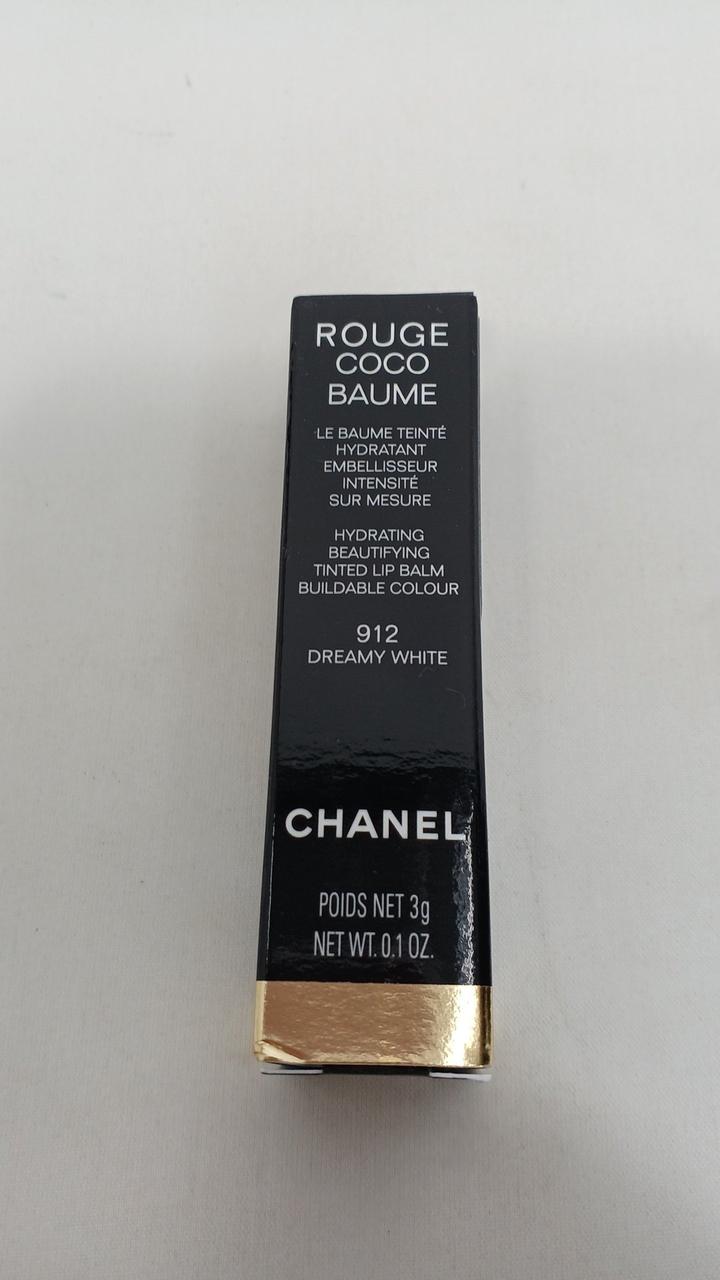 ROUGE
COCO
BAUME
LE BAUME TEINTÉ
HYDRATANT
EMBELLISSEUR
INTENSITÉ
SUR MESURE
HYDRATING
BEAUTIFYING
TINTED LIP BALM
BUILDABLE COLOUR
912
DREAMY WHITE
CHANEL
POIDS NET 3g
NET WT. 0.1 OZ.